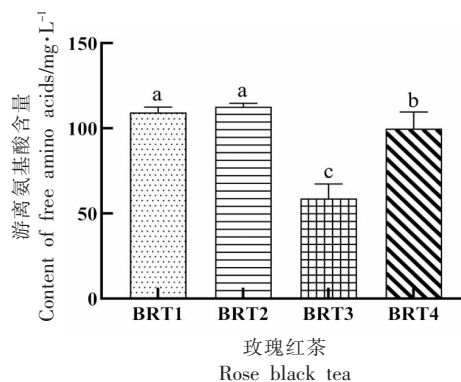 游离氨基酸含量
Content of free amino acids/mg·L⁻¹
150
100
50
0
a
a
c
b
BRT1 BRT2 BRT3 BRT4
玫瑰红茶
Rose black tea